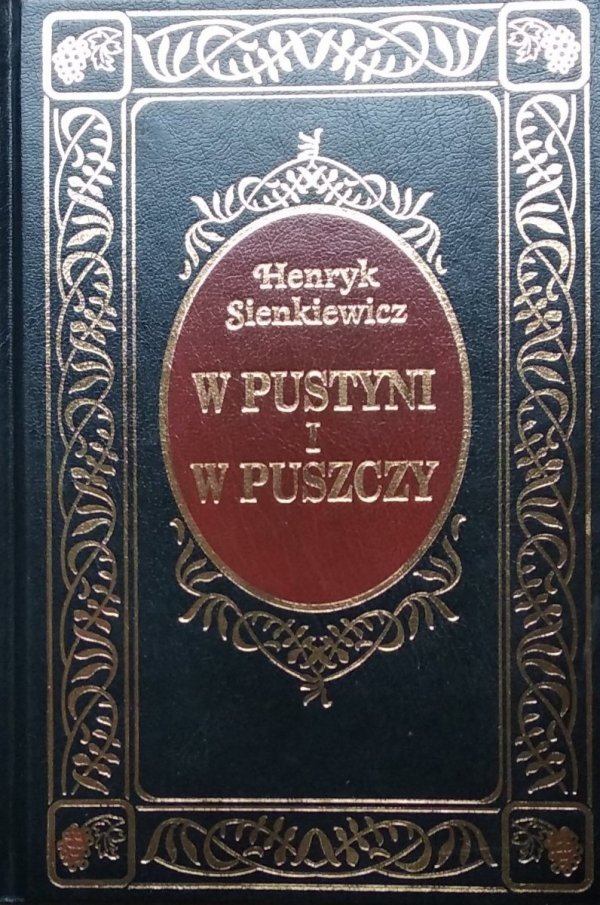 Henryk
Sienkiewicz
W PUSTYNI
I
W PUSZCZY